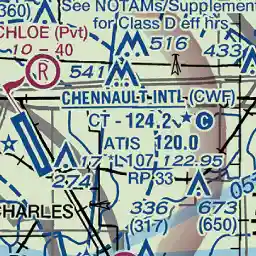 360)
See NOTAMs/Supplement
for Class D eff hrs
CHLOE (Pvt)
10 - 40
R
516
433
541
CHENNAULT INTL (CWF)
CT - 124.2 ★ C
ATIS 120.0
17 *L 107 122.95
RP 33
274
CHARLES
336
(317)
673
(650)